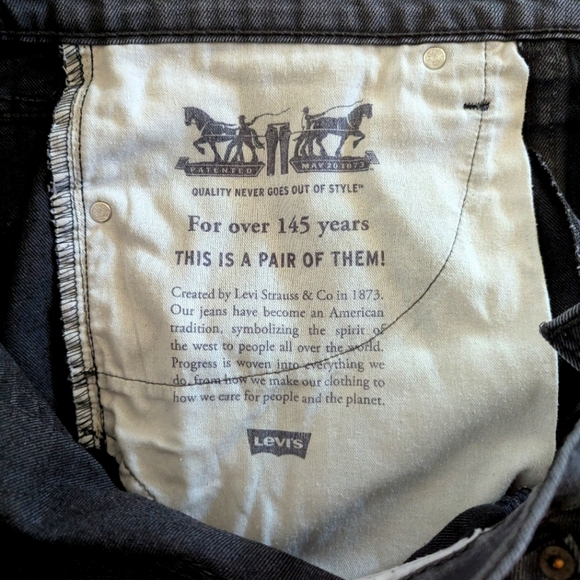 PATENTED MAY 20 1873
QUALITY NEVER GOES OUT OF STYLE™
For over 145 years
THIS IS A PAIR OF THEM!
Created by Levi Strauss & Co in 1873.
Our jeans have become an American
tradition, symbolizing the spirit of
the west to people all over the world.
Progress is woven into everything we
do, from how we make our clothing to
how we care for people and the planet.
Levi's